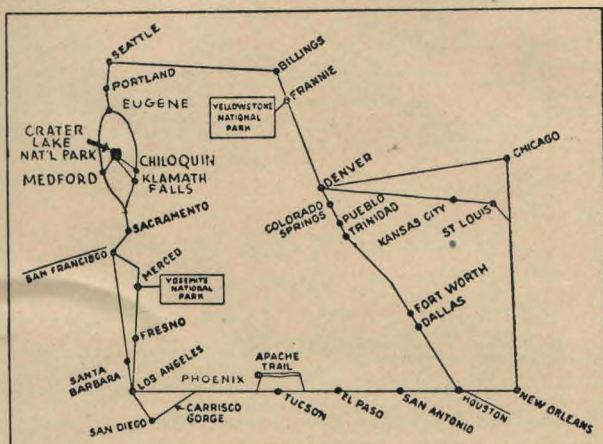 SEATTLE
PORTLAND
EUGENE
CRATER
LAKE
NAT'L PARK
MEDFORD
CHILOQUIN
KLAMATH
FALLS
SACRAMENTO
SAN FRANCISCO
MERCED
YOSEMITE
NATIONAL
PARK
FRESNO
SANTA
BARBARA
LOS ANGELES
SAN DIEGO
CARRISCO
GORGE
PHOENIX
APACHE
TRAIL
TUCSON
EL PASO
SAN ANTONIO
HOUSTON
NEW ORLEANS
BILLINGS
FRANNIE
YELLOWSTONE
NATIONAL
PARK
DENVER
COLORADO
SPRINGS
PUEBLO
TRINIDAD
KANSAS CITY
ST LOUIS
CHICAGO
FORT WORTH
DALLAS